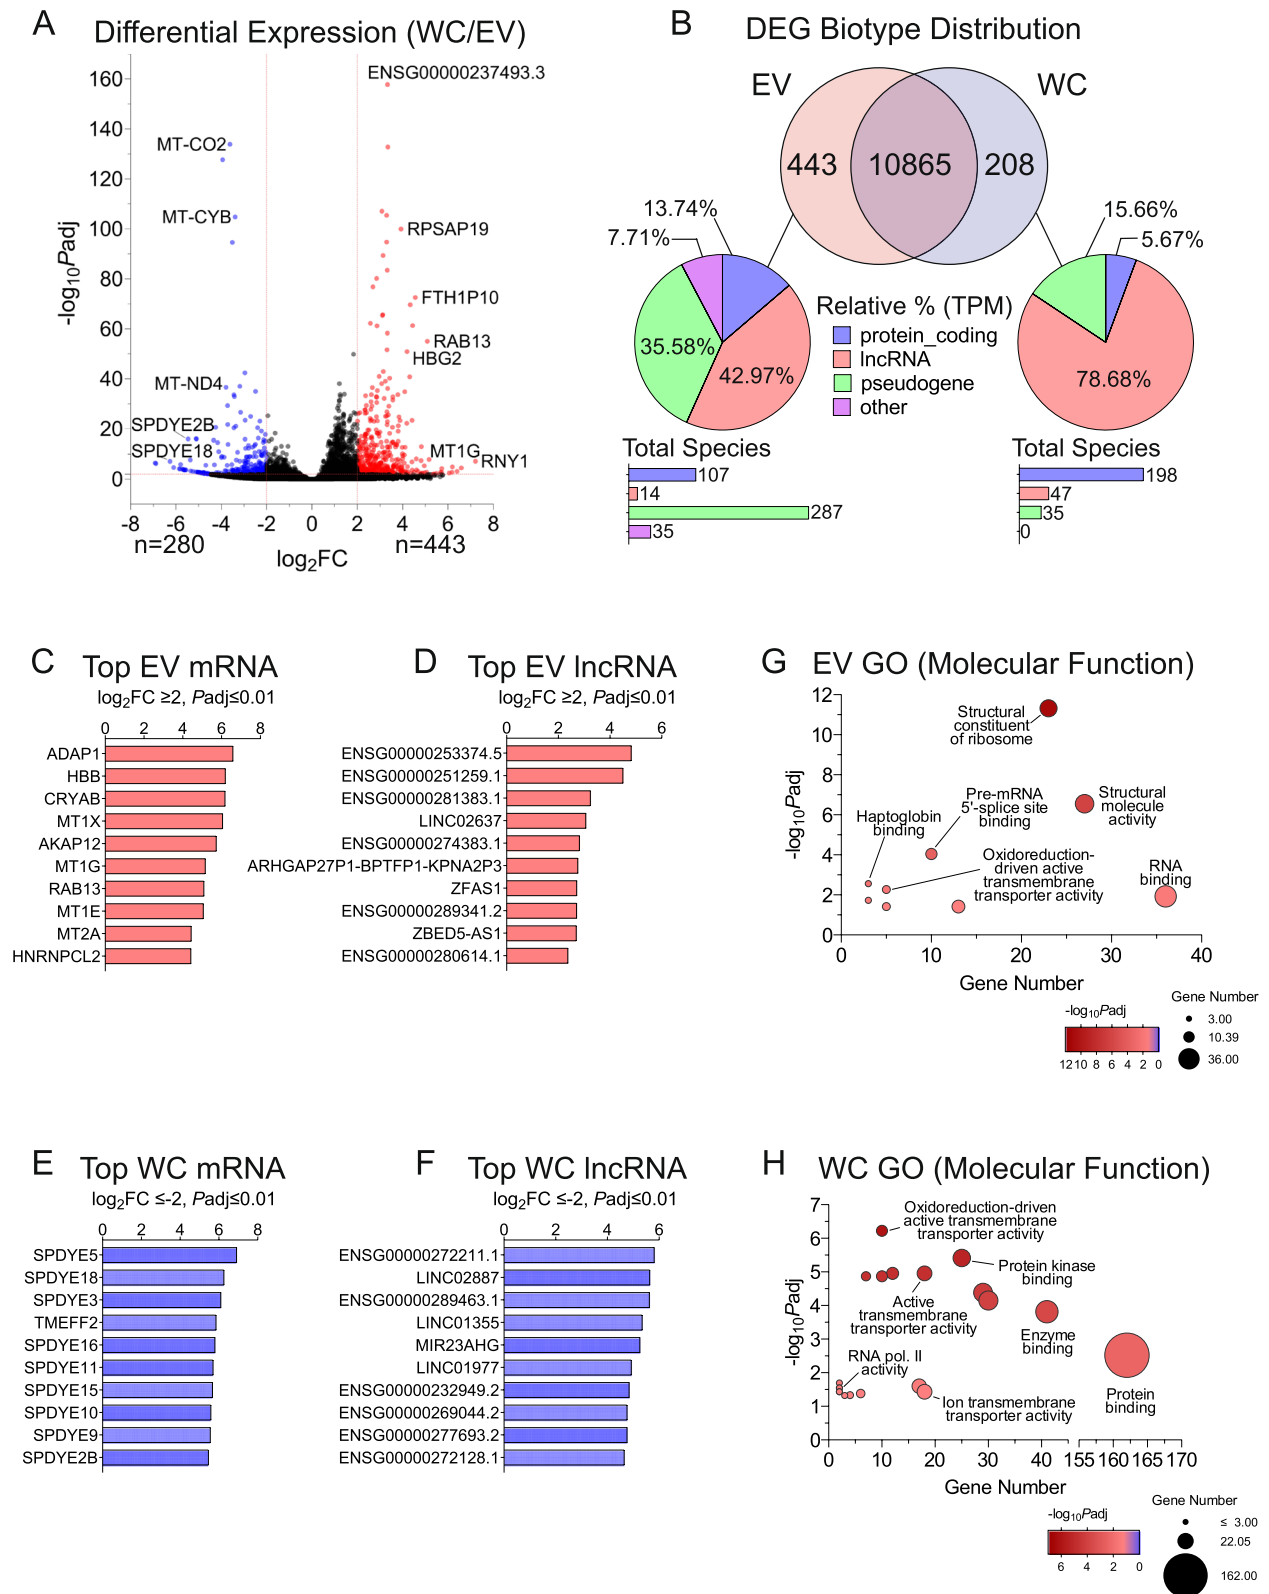 A
Differential Expression (WC/EV)
160
140
120
100
80
60
40
20
0
-log10Padj
ENSG00000237493.3
MT-CO2
MT-CYB
RPSAP19
FTH1P10
RAB13
HBG2
MT-ND4
SPDYE2B
SPDYE18
MT1G
RNY1
-8 -6 -4 -2 0 2 4 6 8
n=280
log2FC
n=443
B
DEG Biotype Distribution
EV
WC
443
10865
208
13.74%
7.71%
35.58%
42.97%
15.66%
5.67%
78.68%
Relative % (TPM)
protein_coding
lncRNA
pseudogene
other
Total Species
107
14
287
35
Total Species
198
47
35
0
C
Top EV mRNA
log2FC ≥2, Padj≤0.01
0 2 4 6 8
ADAP1
HBB
CRYAB
MT1X
AKAP12
MT1G
RAB13
MT1E
MT2A
HNRNPCL2
D
Top EV lncRNA
log2FC ≥2, Padj≤0.01
0 2 4 6
ENSG00000253374.5
ENSG00000251259.1
ENSG00000281383.1
LINC02637
ENSG00000274383.1
ARHGAP27P1-BPTFP1-KPNA2P3
ZFAS1
ENSG00000289341.2
ZBED5-AS1
ENSG00000280614.1
G
EV GO (Molecular Function)
12
10
8
6
4
2
0
-log10Padj
Structural
constituent
of ribosome
Structural
molecule
activity
Pre-mRNA
5'-splice site
binding
Haptoglobin
binding
Oxidoreduction-
driven active
transmembrane
transporter activity
RNA
binding
0 10 20 30 40
Gene Number
-log10Padj
12 10 8 6 4 2 0
Gene Number
3.00
10.39
36.00
E
Top WC mRNA
log2FC ≤-2, Padj≤0.01
0 2 4 6 8
SPDYE5
SPDYE18
SPDYE3
TMEFF2
SPDYE16
SPDYE11
SPDYE15
SPDYE10
SPDYE9
SPDYE2B
F
Top WC lncRNA
log2FC ≤-2, Padj≤0.01
0 2 4 6
ENSG00000272211.1
LINC02887
ENSG00000289463.1
LINC01355
MIR23AHG
LINC01977
ENSG00000232949.2
ENSG00000269044.2
ENSG00000277693.2
ENSG00000272128.1
H
WC GO (Molecular Function)
7
6
5
4
3
2
1
0
-log10Padj
Oxidoreduction-driven
active transmembrane
transporter activity
Protein kinase
binding
Active
transmembrane
transporter activity
Enzyme
binding
RNA pol. II
activity
Ion transmembrane
transporter activity
Protein
binding
0 10 20 30 40 155 160 165 170
Gene Number
-log10Padj
6 4 2 0
Gene Number
≤ 3.00
22.05
162.00